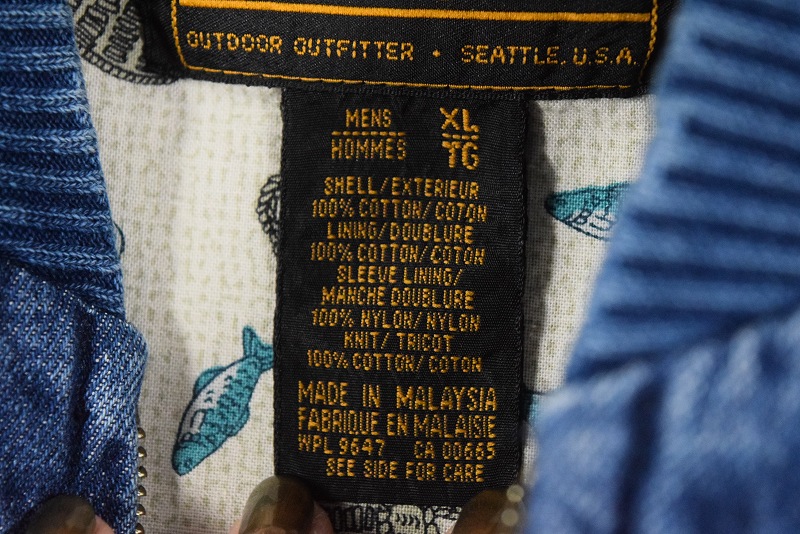 OUTDOOR OUTFITTER • SEATTLE, U.S.A.
MENS XL
HOMMES TG
SHELL/EXTERIEUR
100% COTTON/COTON
LINING/DOUBLURE
100% COTTON/COTON
SLEEVE LINING/
MANCHE DOUBLURE
100% NYLON/NYLON
KNIT/TRICOT
100% COTTON/COTON
MADE IN MALAYSIA
FABRIQUE EN MALAISIE
WPL 9647 CA 00665
SEE SIDE FOR CARE